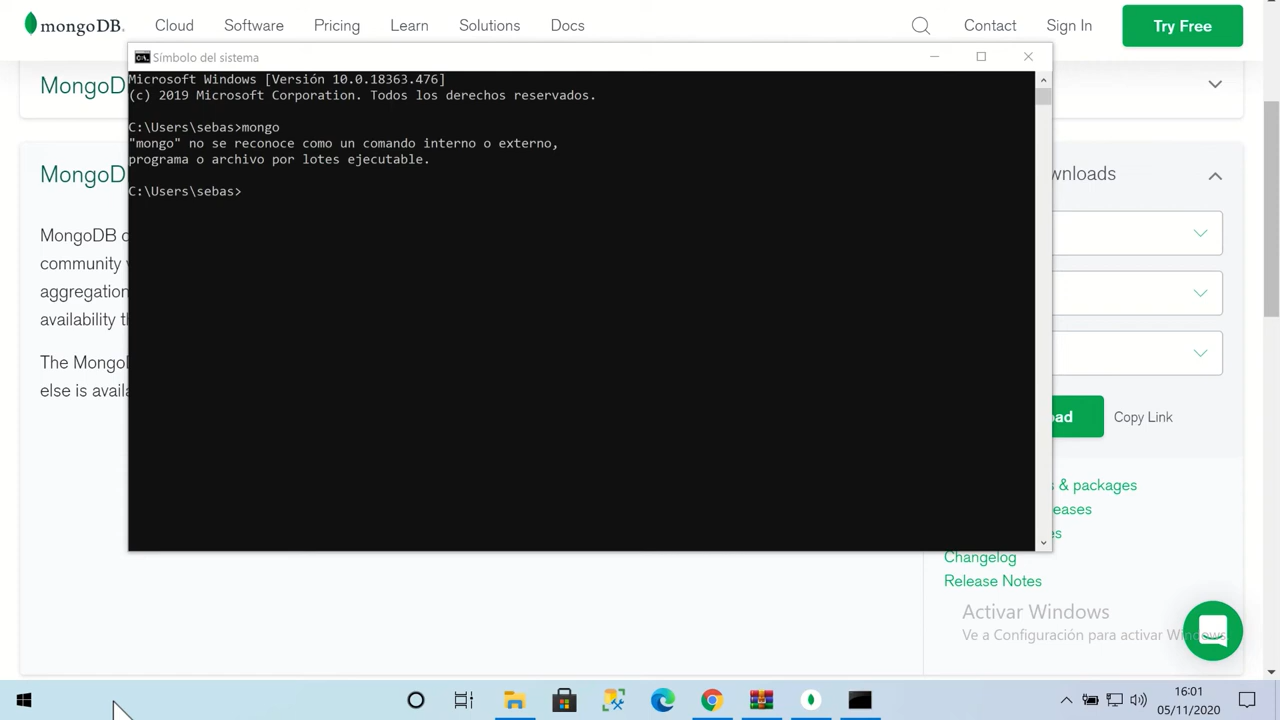 mongoDB.
Cloud
Software
Pricing
Learn
Solutions
Docs
Contact
Sign In
Try Free
Símbolo del sistema
MongoD
Microsoft Windows [Versión 10.0.18363.476]
(c) 2019 Microsoft Corporation. Todos los derechos reservados.
C:\Users\sebas>mongo
"mongo" no se reconoce como un comando interno o externo,
programa o archivo por lotes ejecutable.
C:\Users\sebas>
MongoD
wnloads
MongoDB
community
aggregation
availability
The Mongo
else is avail
ad
Copy Link
s & packages
eases
es
Changelog
Release Notes
Activar Windows
Ve a Configuración para activar Windows.
16:01
05/11/2020